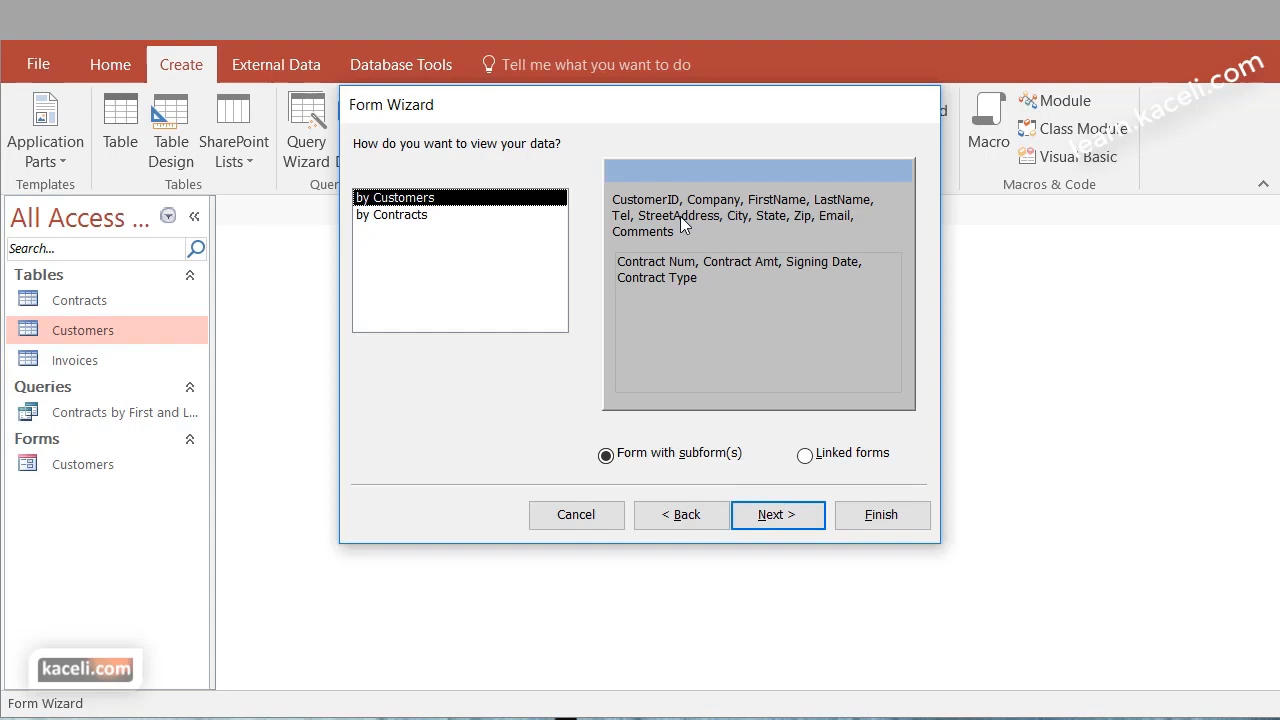 File
Home
Create
External Data
Database Tools
Tell me what you want to do
learn.kaceli.com
Application
Parts
Templates
Table
Table
Design
SharePoint
Lists
Tables
Query
Wizard
Macro
Module
Class Module
Visual Basic
Macros & Code
All Access ...
Search...
Tables
Contracts
Customers
Invoices
Queries
Contracts by First and L...
Forms
Customers
Form Wizard
How do you want to view your data?
by Customers
by Contracts
CustomerID, Company, FirstName, LastName,
Tel, StreetAddress, City, State, Zip, Email,
Comments
Contract Num, Contract Amt, Signing Date,
Contract Type
Form with subform(s)
Linked forms
Cancel
< Back
Next >
Finish
kaceli.com
Form Wizard